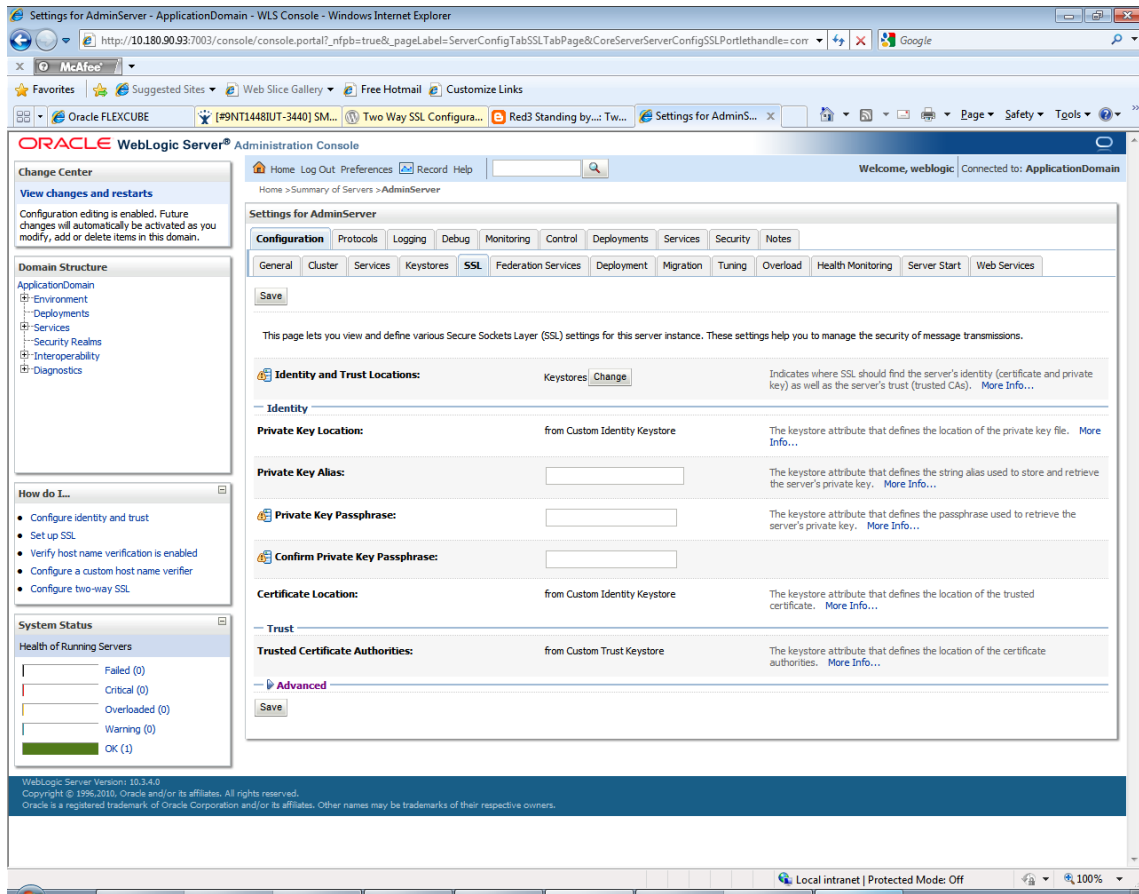 Settings for AdminServer - ApplicationDomain - WLS Console - Windows Internet Explorer
http://10.180.90.93:7003/console/console.portal?_nfpb=true&_pageLabel=ServerConfigTabSSLTabPage&CoreServerServerConfigSSLPortlethandle=com
Google
x McAfee
Favorites Suggested Sites Web Slice Gallery Free Hotmail Customize Links
Oracle FLEXCUBE [#9NT1448IUT-3440] SM... Two Way SSL Configura... Red3 Standing by...: Tw... Settings for AdminS... X Page Safety Tools
ORACLE WebLogic Server® Administration Console
Change Center
View changes and restarts
Configuration editing is enabled. Future
changes will automatically be activated as you
modify, add or delete items in this domain.
Domain Structure
ApplicationDomain
Environment
Deployments
Services
Security Realms
Interoperability
Diagnostics
How do I...
Configure identity and trust
Set up SSL
Verify host name verification is enabled
Configure a custom host name verifier
Configure two-way SSL
System Status
Health of Running Servers
Failed (0)
Critical (0)
Overloaded (0)
Warning (0)
OK (1)
Home Log Out Preferences Record Help
Welcome, weblogic Connected to: ApplicationDomain
Home >Summary of Servers >AdminServer
Settings for AdminServer
Configuration Protocols Logging Debug Monitoring Control Deployments Services Security Notes
General Cluster Services Keystores SSL Federation Services Deployment Migration Tuning Overload Health Monitoring Server Start Web Services
Save
This page lets you view and define various Secure Sockets Layer (SSL) settings for this server instance. These settings help you to manage the security of message transmissions.
Identity and Trust Locations: Keystores Change
Indicates where SSL should find the server's identity (certificate and private
key) as well as the server's trust (trusted CAs). More Info...
Identity
Private Key Location: from Custom Identity Keystore
The keystore attribute that defines the location of the private key file. More
Info...
Private Key Alias:
The keystore attribute that defines the string alias used to store and retrieve
the server's private key. More Info...
Private Key Passphrase:
The keystore attribute that defines the passphrase used to retrieve the
server's private key. More Info...
Confirm Private Key Passphrase:
Certificate Location: from Custom Identity Keystore
The keystore attribute that defines the location of the trusted
certificate. More Info...
Trust
Trusted Certificate Authorities: from Custom Trust Keystore
The keystore attribute that defines the location of the certificate
authorities. More Info...
Advanced
Save
WebLogic Server Version: 10.3.4.0
Copyright © 1996,2010, Oracle and/or its affiliates. All rights reserved.
Oracle is a registered trademark of Oracle Corporation and/or its affiliates. Other names may be trademarks of their respective owners.
Local intranet | Protected Mode: Off 100%